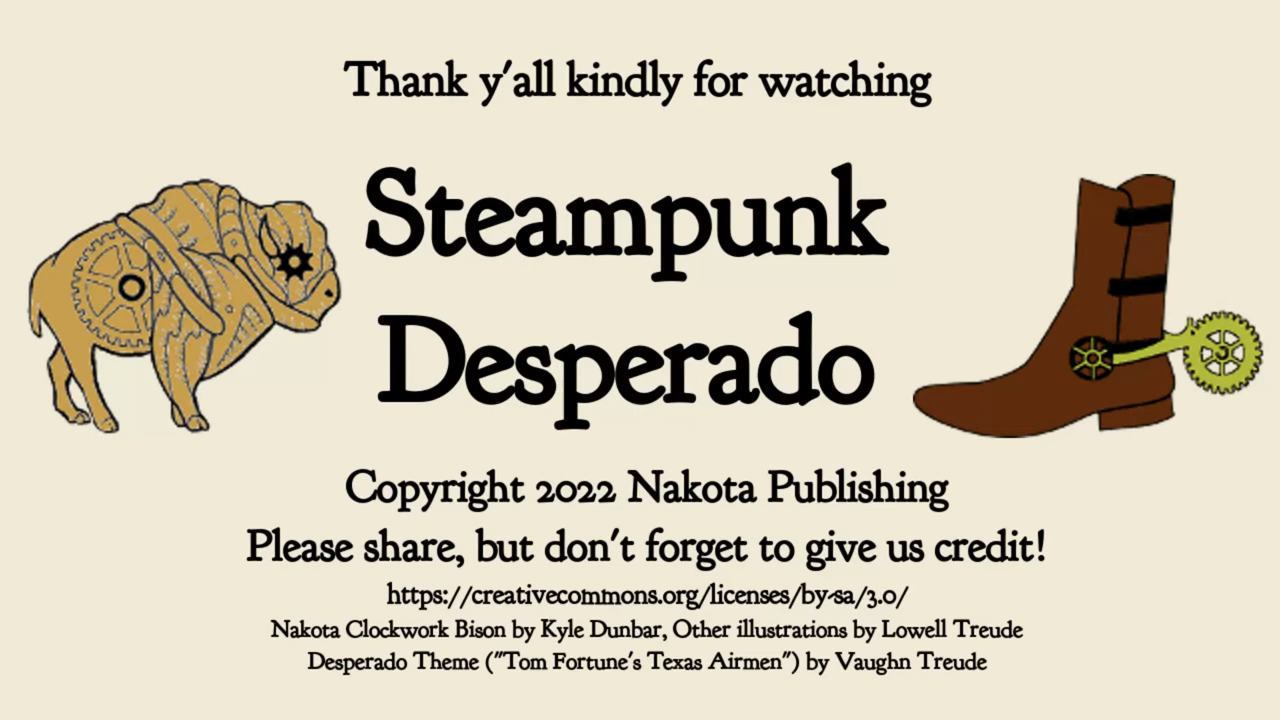 Thank y'all kindly for watching
Steampunk
Desperado
Copyright 2022 Nakota Publishing
Please share, but don't forget to give us credit!
https://creativecommons.org/licenses/by-sa/3.0/
Nakota Clockwork Bison by Kyle Dunbar, Other illustrations by Lowell Treude
Desperado Theme ("Tom Fortune's Texas Airmen") by Vaughn Treude